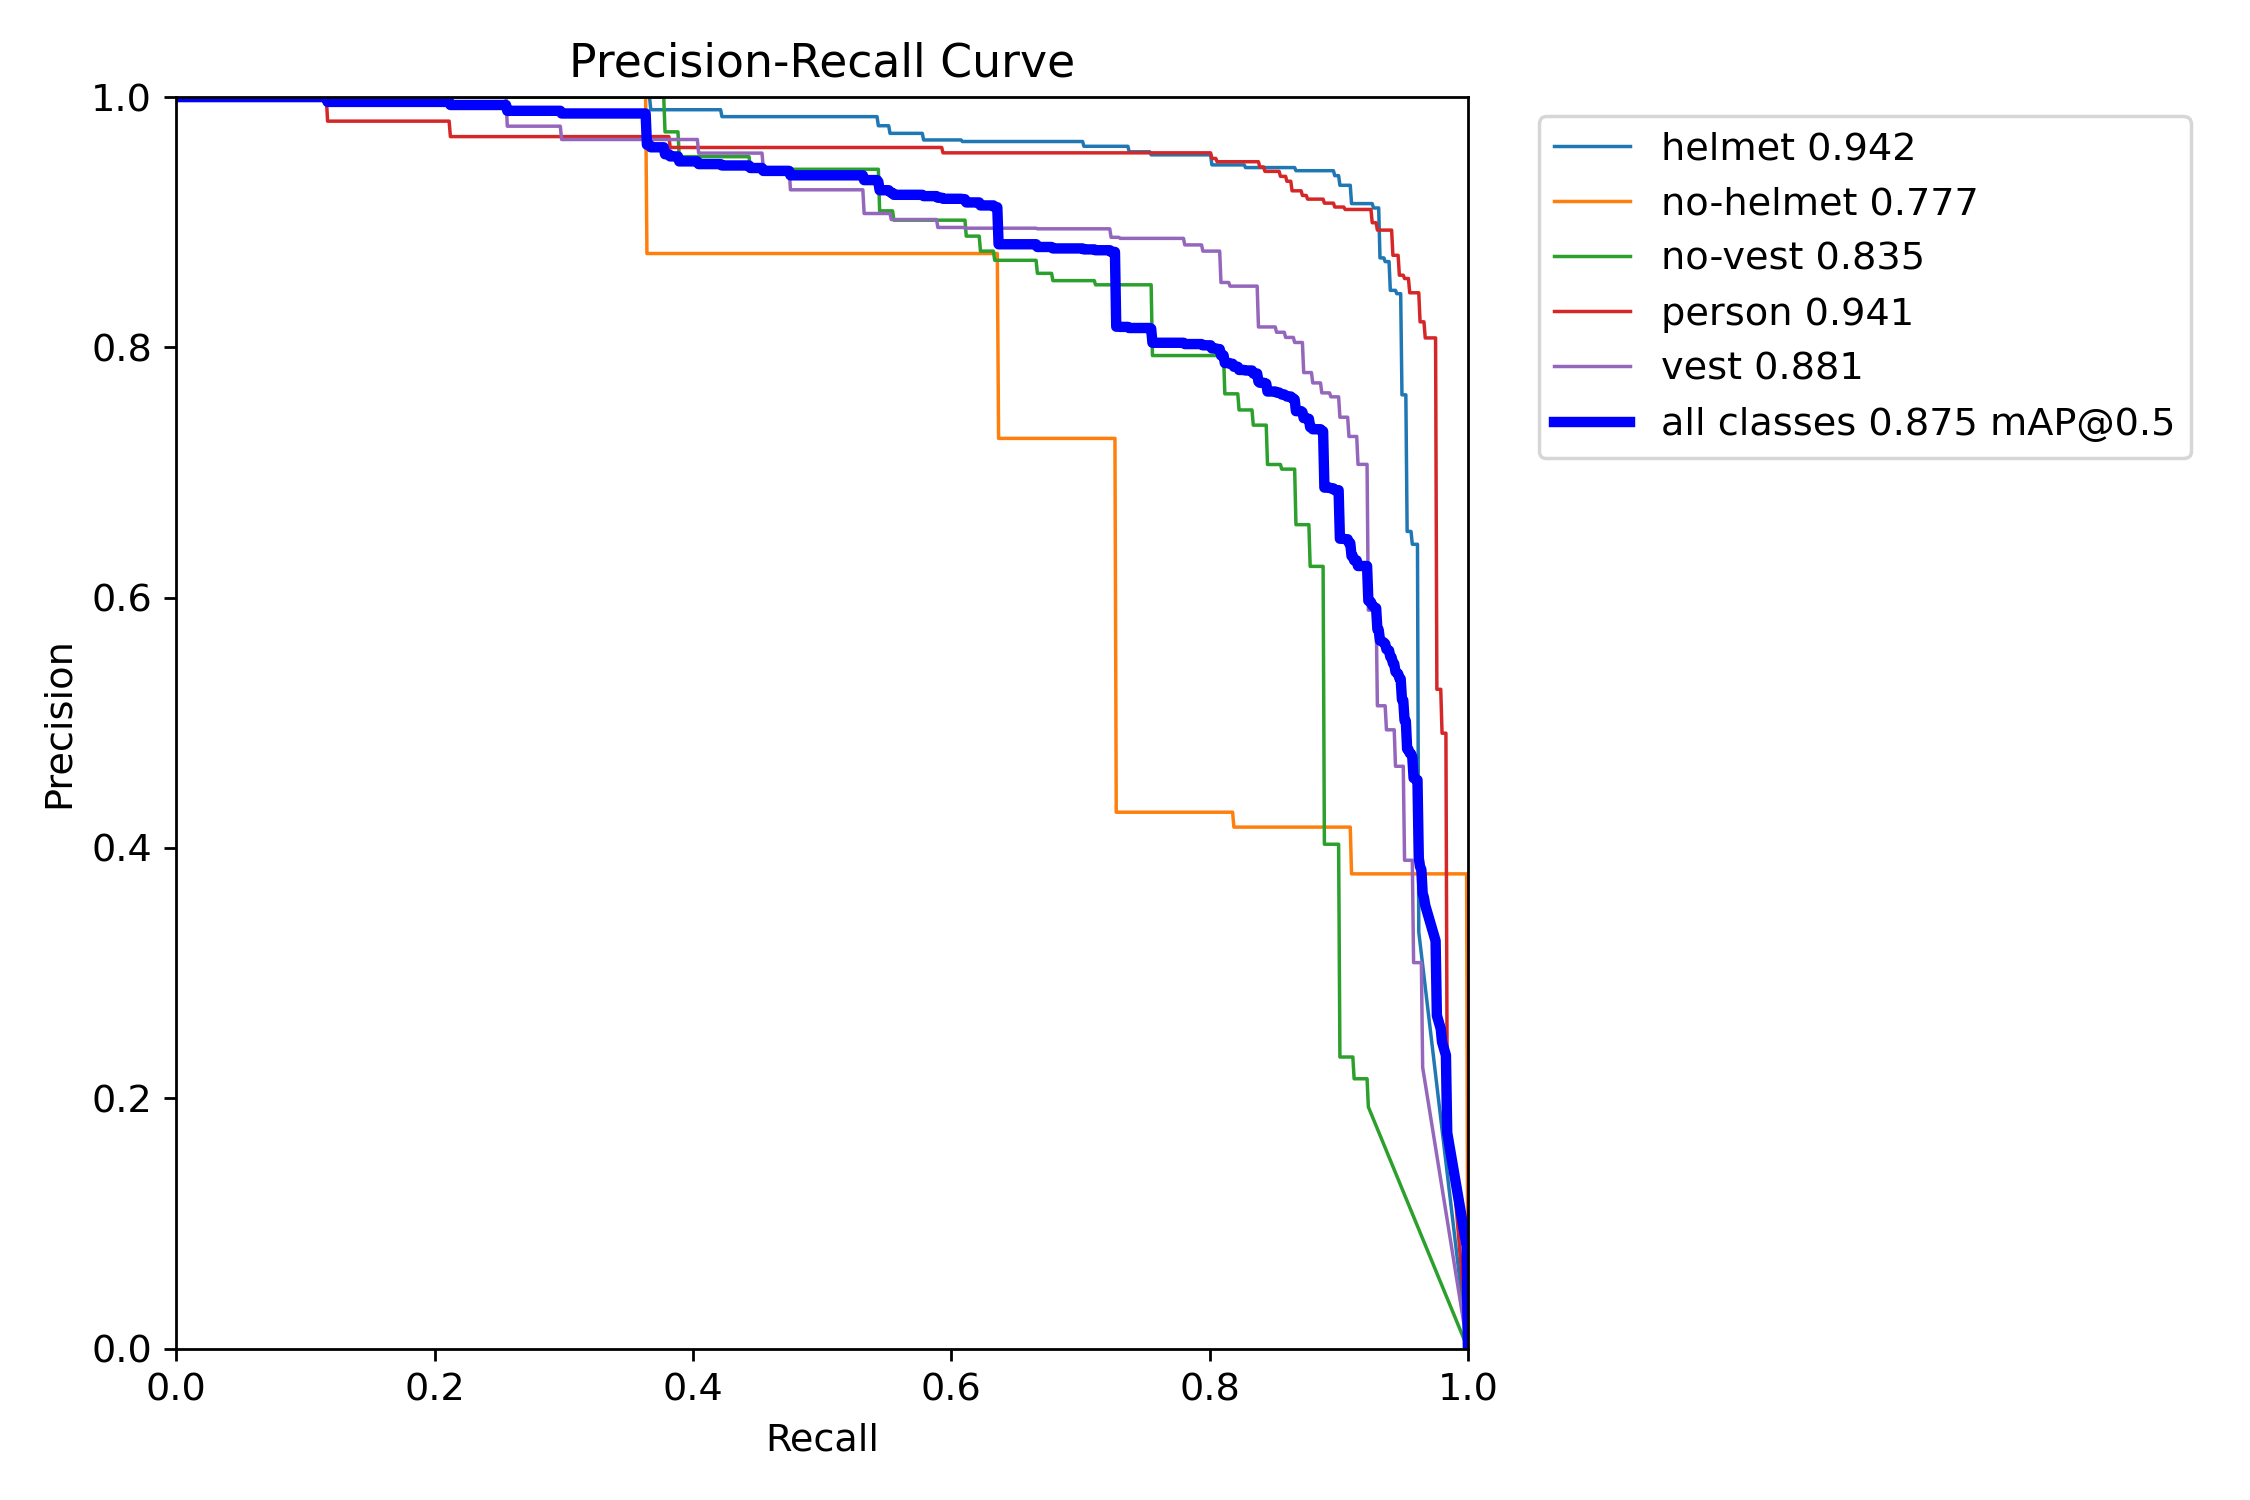 Precision-Recall Curve
1.0
0.8
0.6
0.4
0.2
0.0
Precision
0.0 0.2 0.4 0.6 0.8 1.0
Recall
helmet 0.942
no-helmet 0.777
no-vest 0.835
person 0.941
vest 0.881
all classes 0.875 mAP@0.5